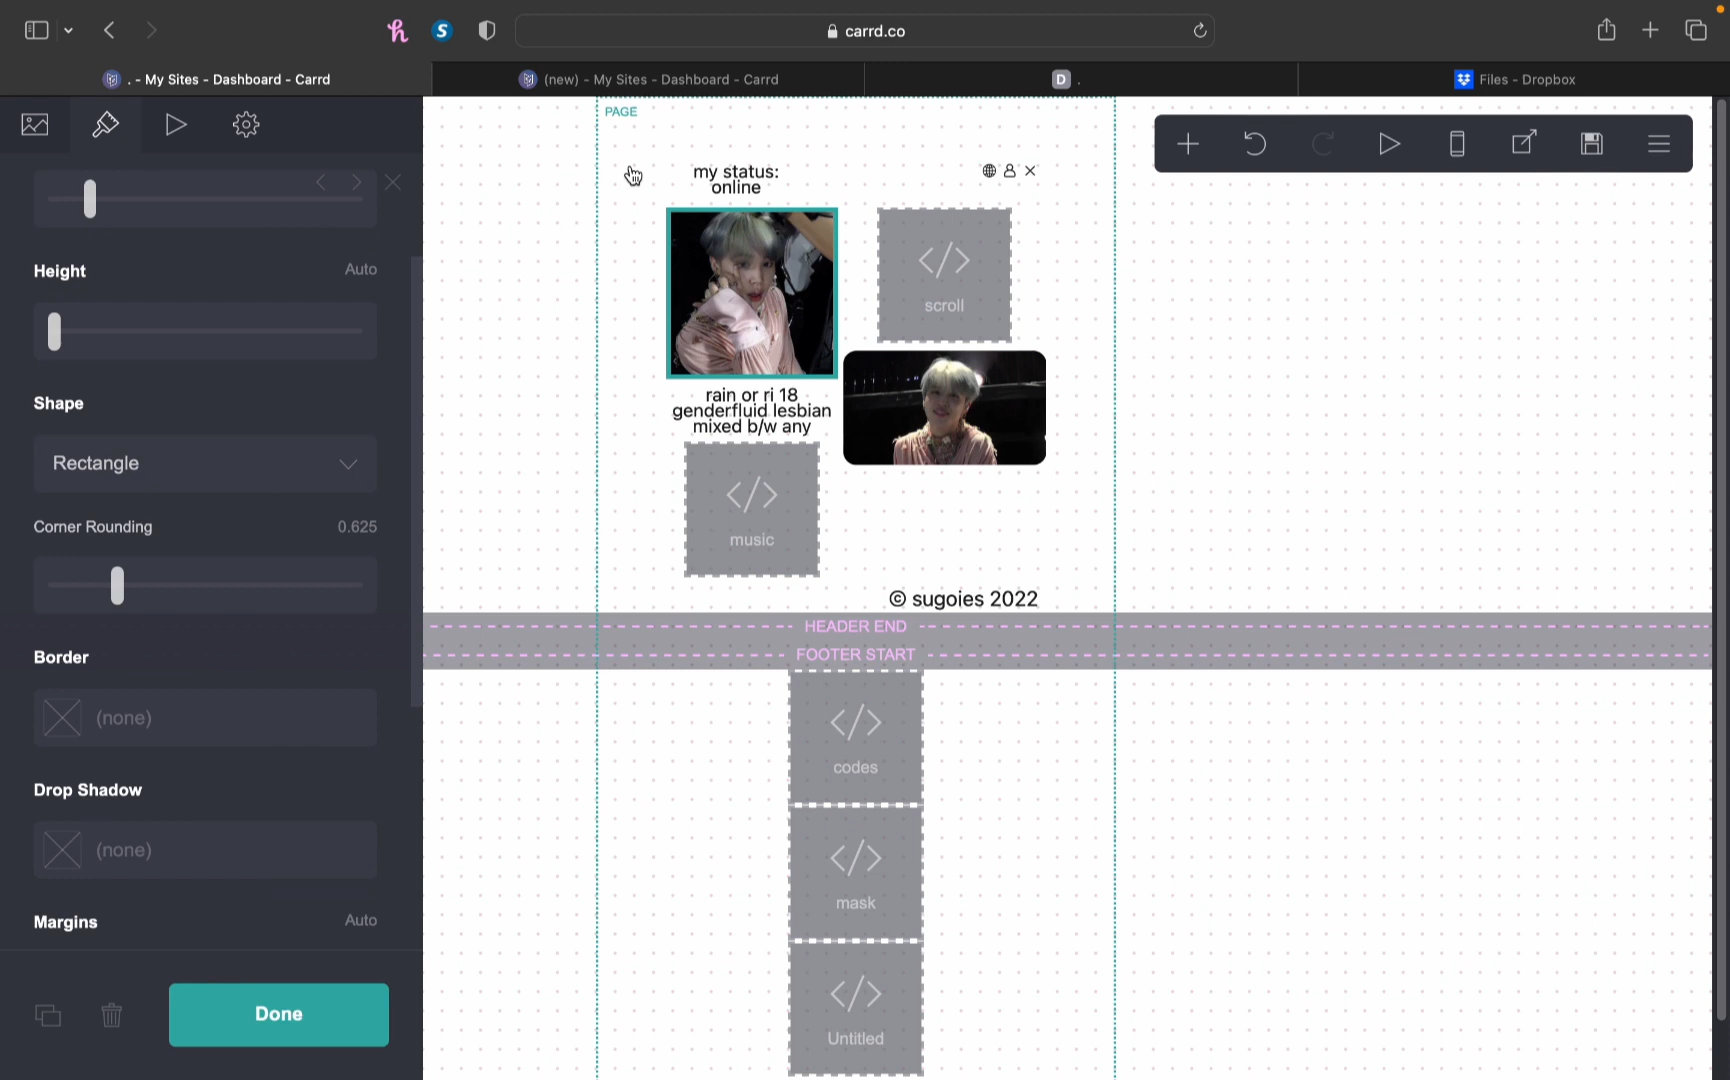 carrd.co
. - My Sites - Dashboard - Carrd
(new) - My Sites - Dashboard - Carrd
D .
Files - Dropbox
PAGE
my status:
online
scroll
rain or ri 18
genderfluid lesbian
mixed b/w any
music
© sugoies 2022
HEADER END
FOOTER START
codes
mask
Untitled
Height
Auto
Shape
Rectangle
Corner Rounding
0.625
Border
(none)
Drop Shadow
(none)
Margins
Auto
Done